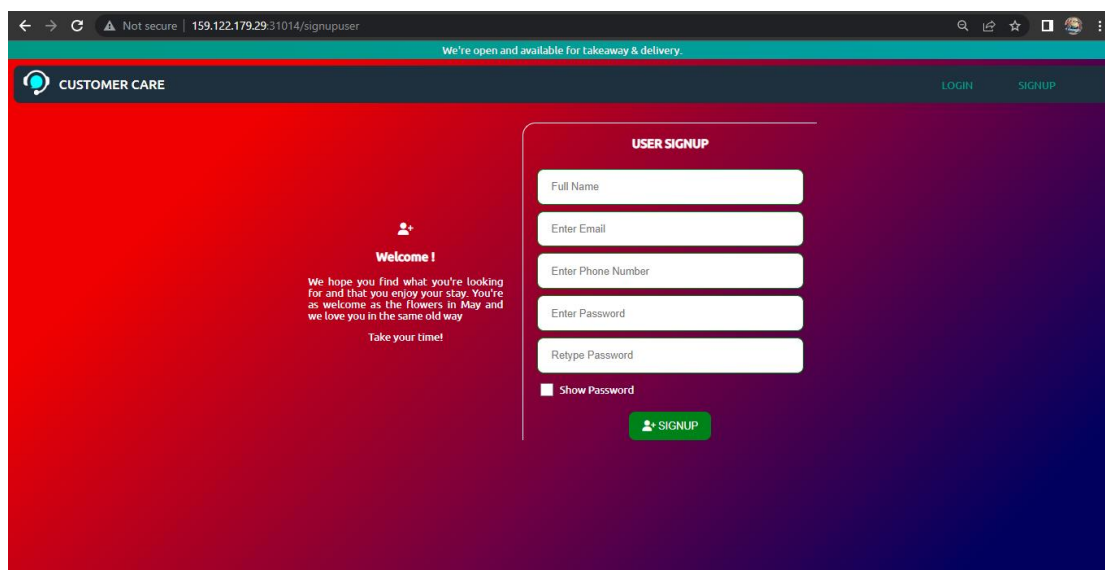 Not secure | 159.122.179.29:31014/signupuser
We're open and available for takeaway & delivery.
CUSTOMER CARE
LOGIN
SIGNUP
Welcome !
We hope you find what you're looking
for and that you enjoy your stay. You're
as welcome as the flowers in May and
we love you in the same old way
Take your time!
USER SIGNUP
Full Name
Enter Email
Enter Phone Number
Enter Password
Retype Password
Show Password
SIGNUP